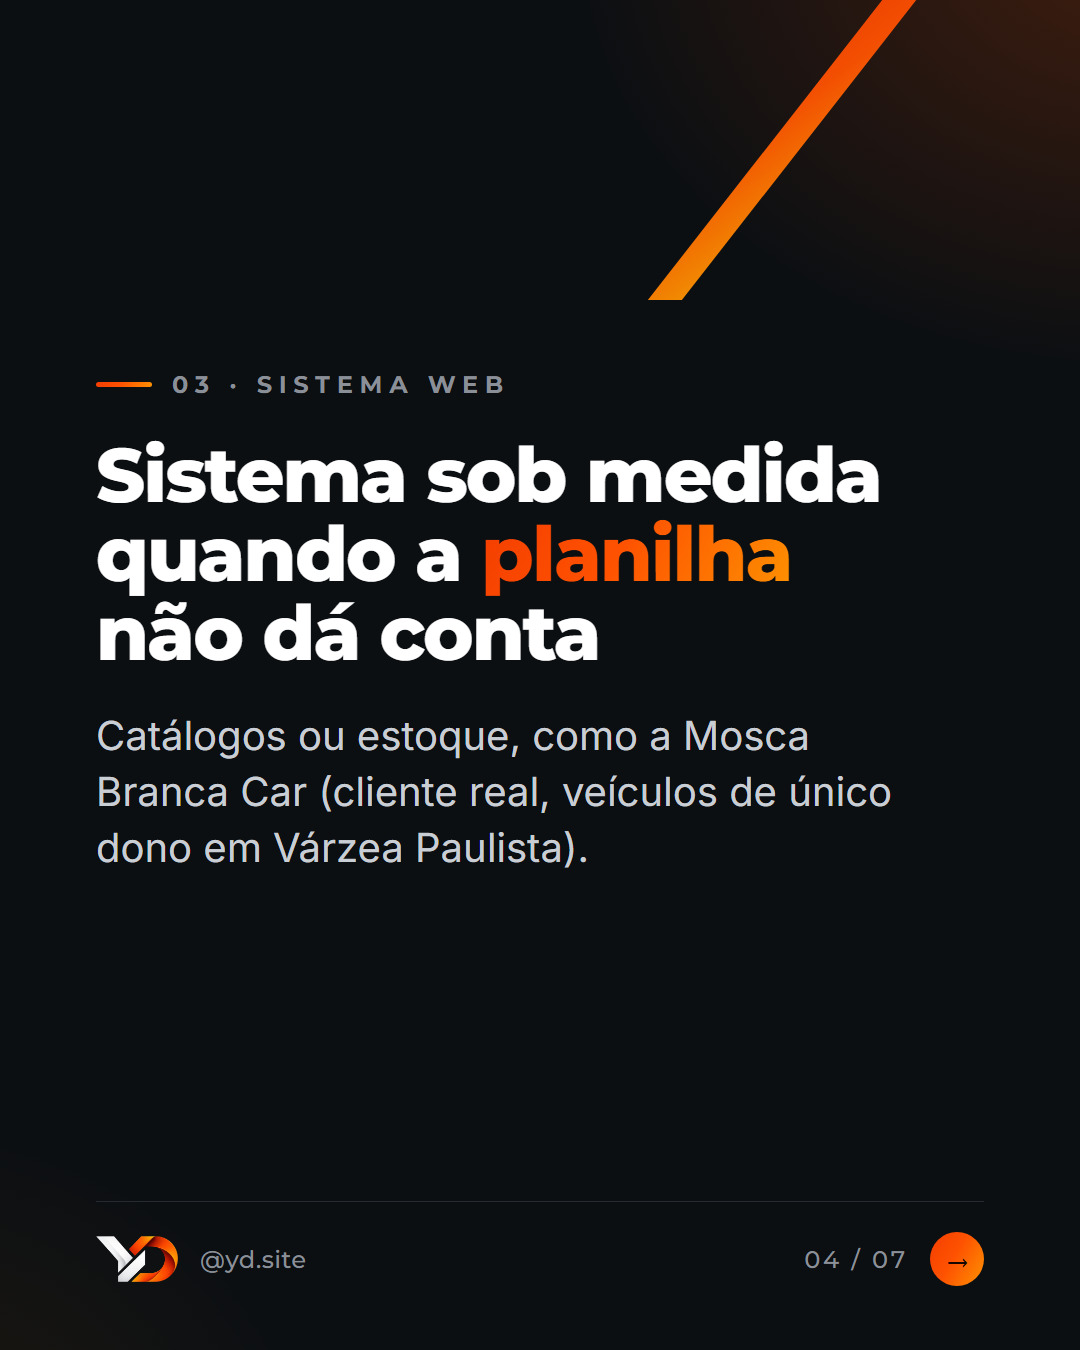 03 · SISTEMA WEB
Sistema sob medida
quando a planilha
não dá conta
Catálogos ou estoque, como a Mosca
Branca Car (cliente real, veículos de único
dono em Várzea Paulista).
YD @yd.site
04 / 07 →